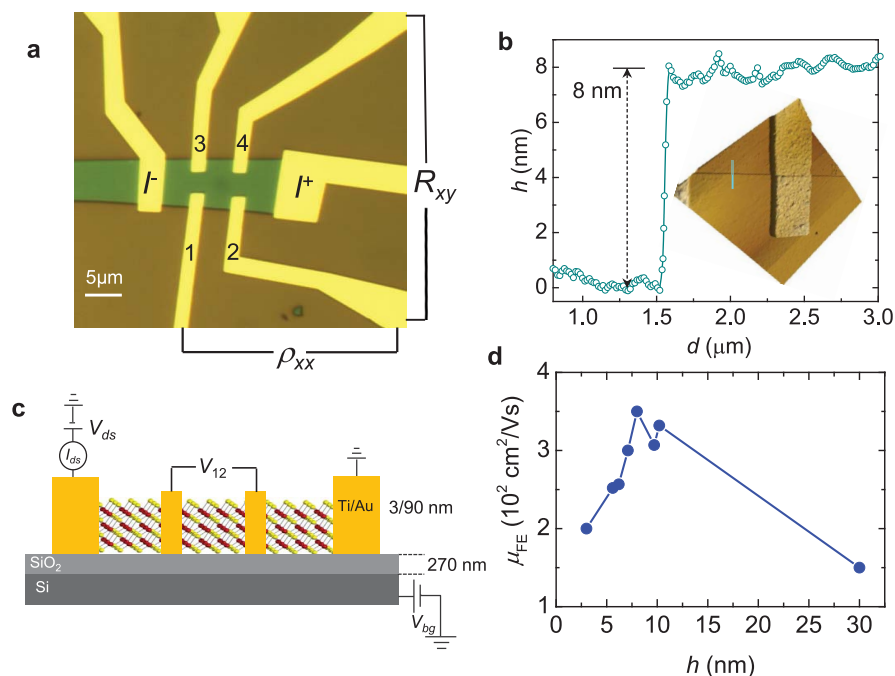 a
3
4
I-
I+
1
2
5µm
Rxy
ρxx
b
8 nm
h (nm)
8
6
4
2
0
1.0 1.5 2.0 2.5 3.0
d (µm)
c
Vds
Ids
V12
Ti/Au
3/90 nm
SiO2
270 nm
Si
Vbg
d
µFE (10² cm²/Vs)
4
3
2
1
0 5 10 15 20 25 30
h (nm)